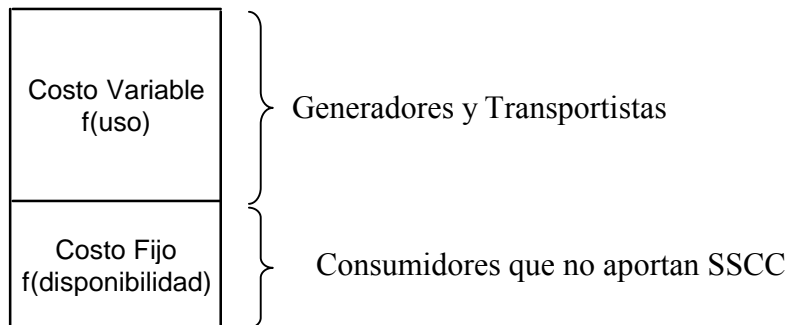 Costo Variable
f(uso)
Generadores y Transportistas
Costo Fijo
f(disponibilidad)
Consumidores que no aportan SSCC